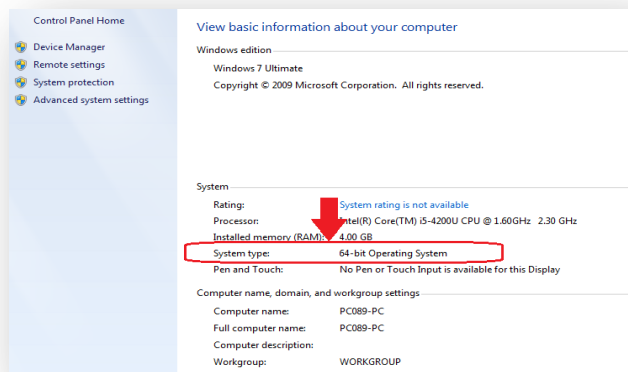 Control Panel Home
Device Manager
Remote settings
System protection
Advanced system settings
View basic information about your computer
Windows edition
Windows 7 Ultimate
Copyright © 2009 Microsoft Corporation. All rights reserved.
System
Rating: System rating is not available
Processor: Intel(R) Core(TM) i5-4200U CPU @ 1.60GHz 2.30 GHz
Installed memory (RAM): 4.00 GB
System type: 64-bit Operating System
Pen and Touch: No Pen or Touch Input is available for this Display
Computer name, domain, and workgroup settings
Computer name: PC089-PC
Full computer name: PC089-PC
Computer description:
Workgroup: WORKGROUP